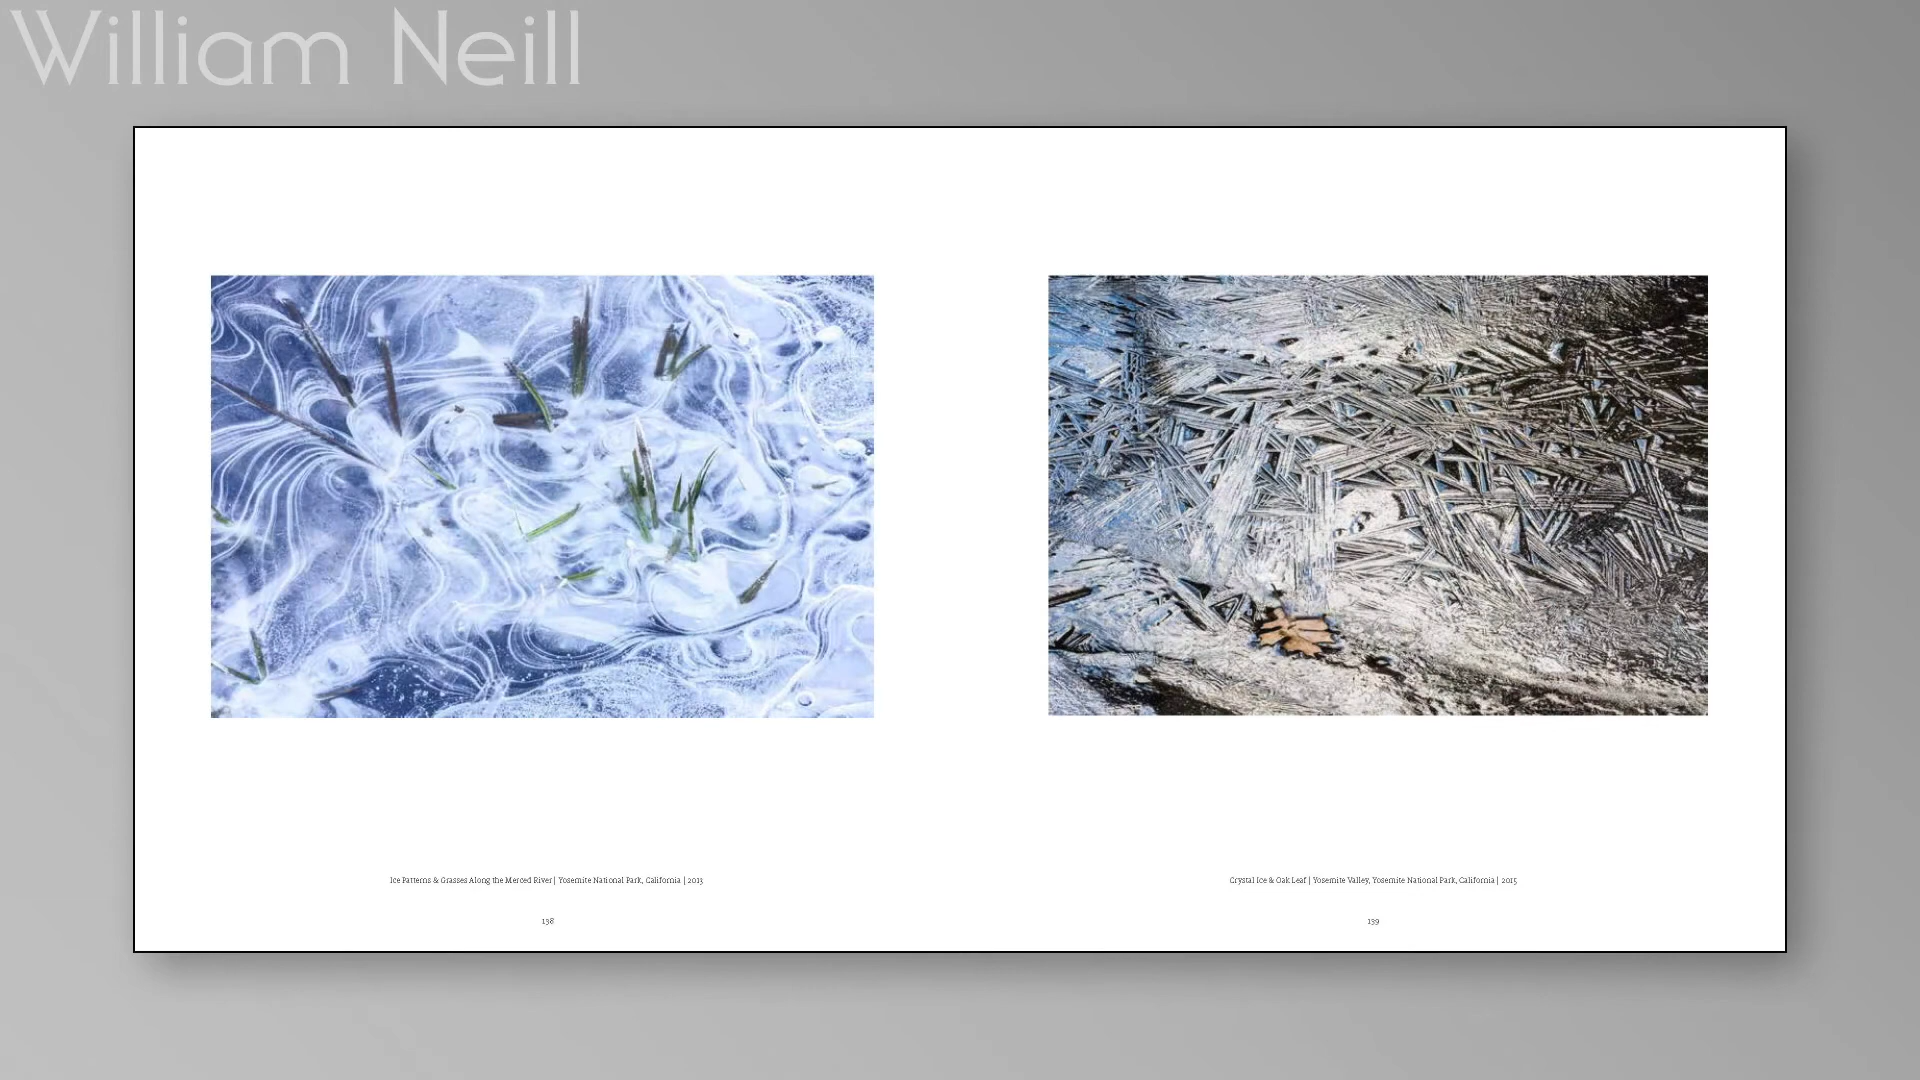 William Neill
Ice Patterns & Grasses Along the Merced River | Yosemite National Park, California | 2013
Crystal Ice & Oak Leaf | Yosemite Valley, Yosemite National Park, California | 2015
138
139